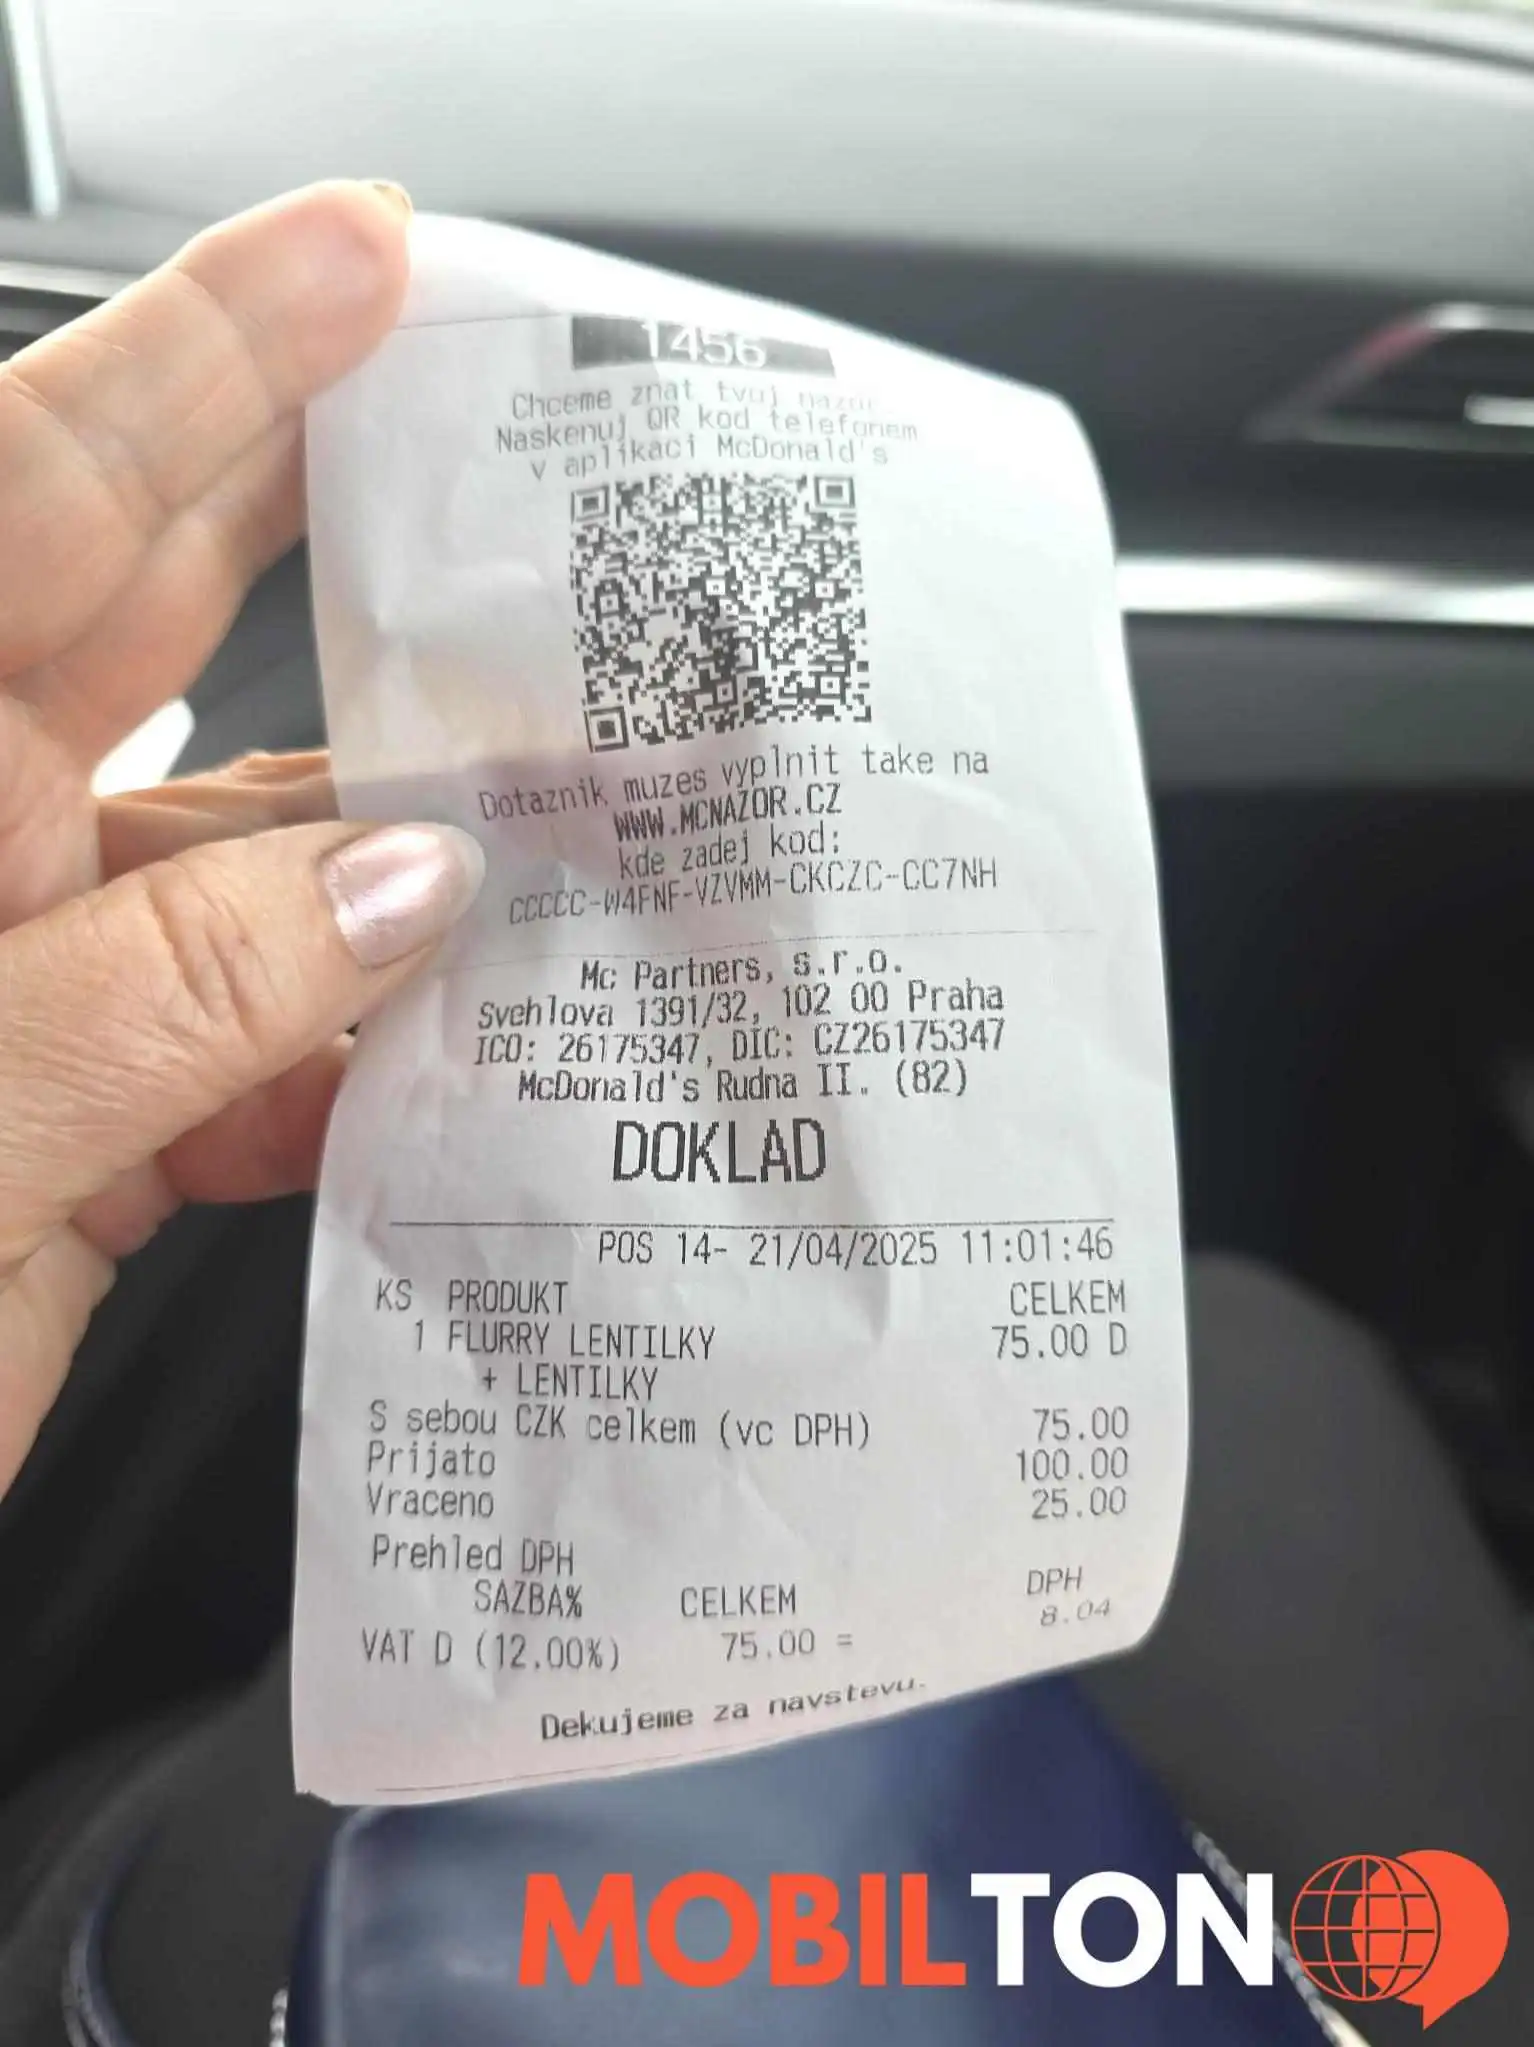 1456
Chceme znat tvuj nazor
Naskenuj QR kod telefonem
v aplikaci McDonald's
Dotaznik muzes vyplnit take na
WWW.MCNAZOR.CZ
kde zadej kod:
CCCCC-W4FNF-VZVMM-CKCZC-CC7NH
Mc Partners, s.r.o.
Svehlova 1391/32, 102 00 Praha
ICO: 26175347, DIC: CZ26175347
McDonald's Rudna II. (82)
DOKLAD
POS 14- 21/04/2025 11:01:46
KS PRODUKT CELKEM
1 FLURRY LENTILKY 75.00 D
+ LENTILKY
S sebou CZK celkem (vc DPH) 75.00
Prijato 100.00
Vraceno 25.00
Prehled DPH
SAZBA% CELKEM DPH
VAT D (12.00%) 75.00 = 8.04
Dekujeme za navstevu.
MOBILTON